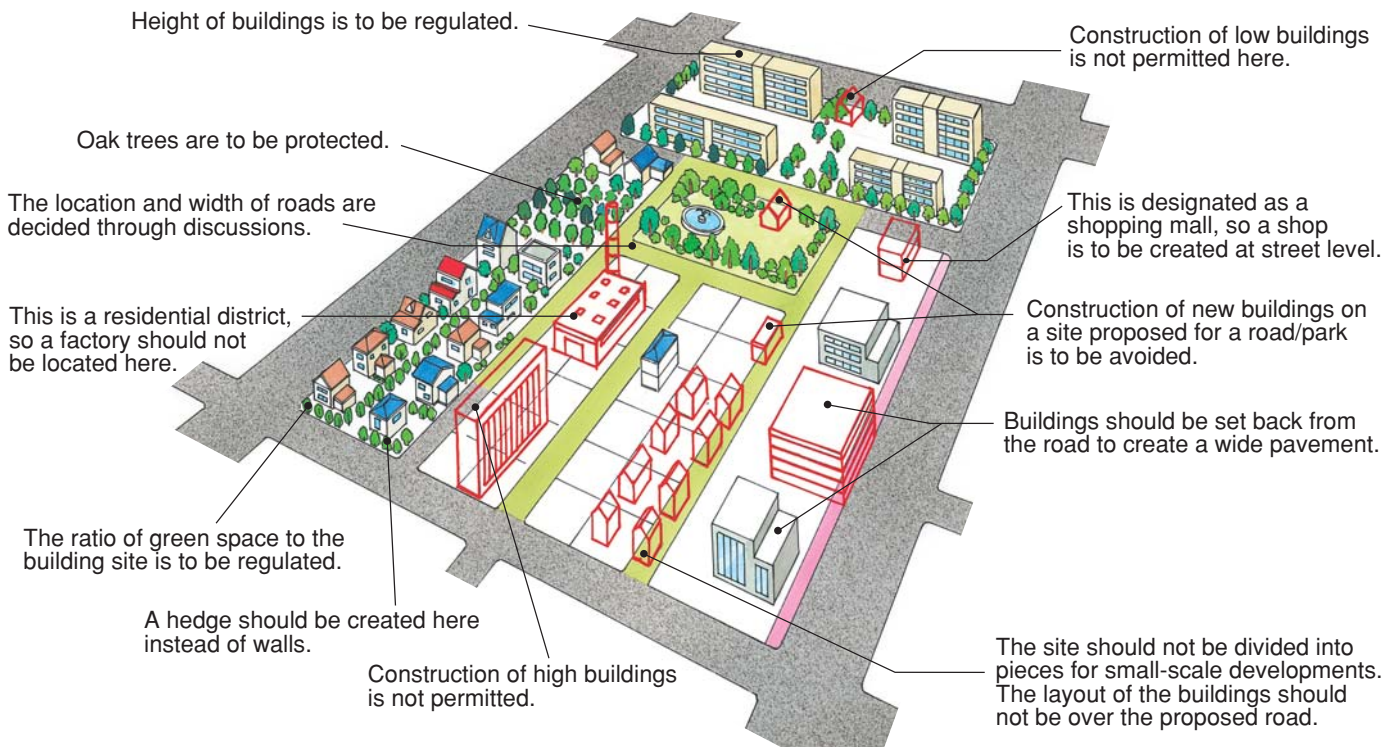 Height of buildings is to be regulated.
Construction of low buildings
is not permitted here.
Oak trees are to be protected.
The location and width of roads are
decided through discussions.
This is designated as a
shopping mall, so a shop
is to be created at street level.
This is a residential district,
so a factory should not
be located here.
Construction of new buildings on
a site proposed for a road/park
is to be avoided.
Buildings should be set back from
the road to create a wide pavement.
The ratio of green space to the
building site is to be regulated.
A hedge should be created here
instead of walls.
Construction of high buildings
is not permitted.
The site should not be divided into
pieces for small-scale developments.
The layout of the buildings should
not be over the proposed road.